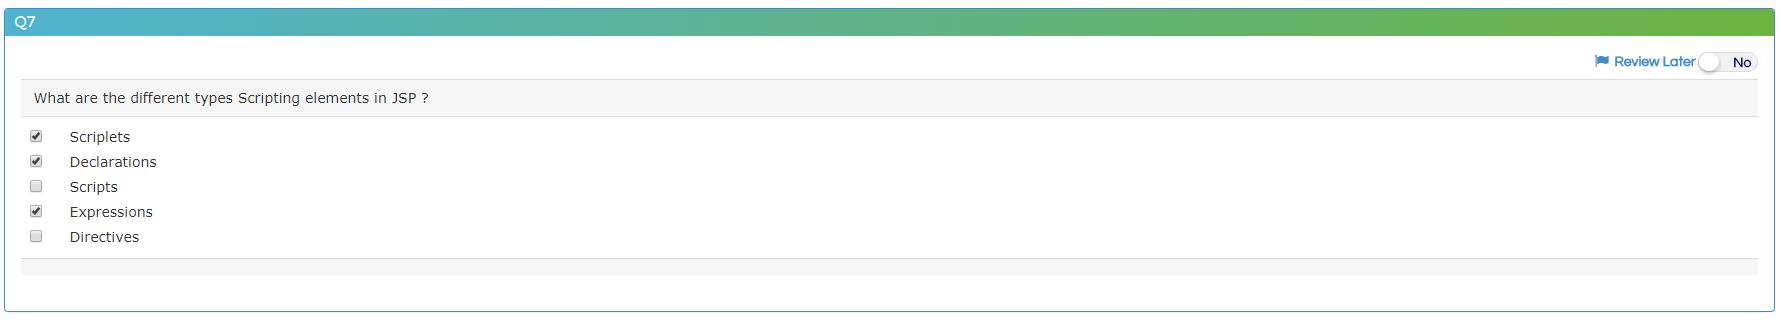 Q7
Review Later No
What are the different types Scripting elements in JSP ?
Scriplets
Declarations
Scripts
Expressions
Directives